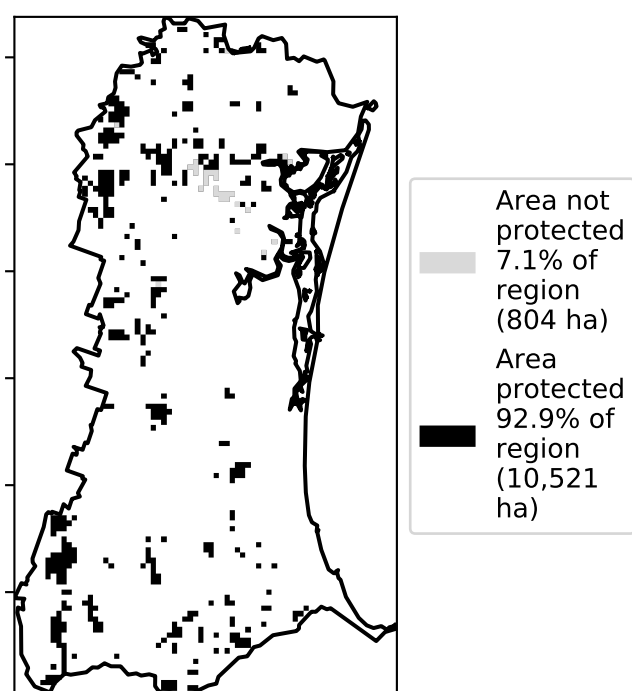 Area not
protected
7.1% of
region
(804 ha)
Area
protected
92.9% of
region
(10,521
ha)